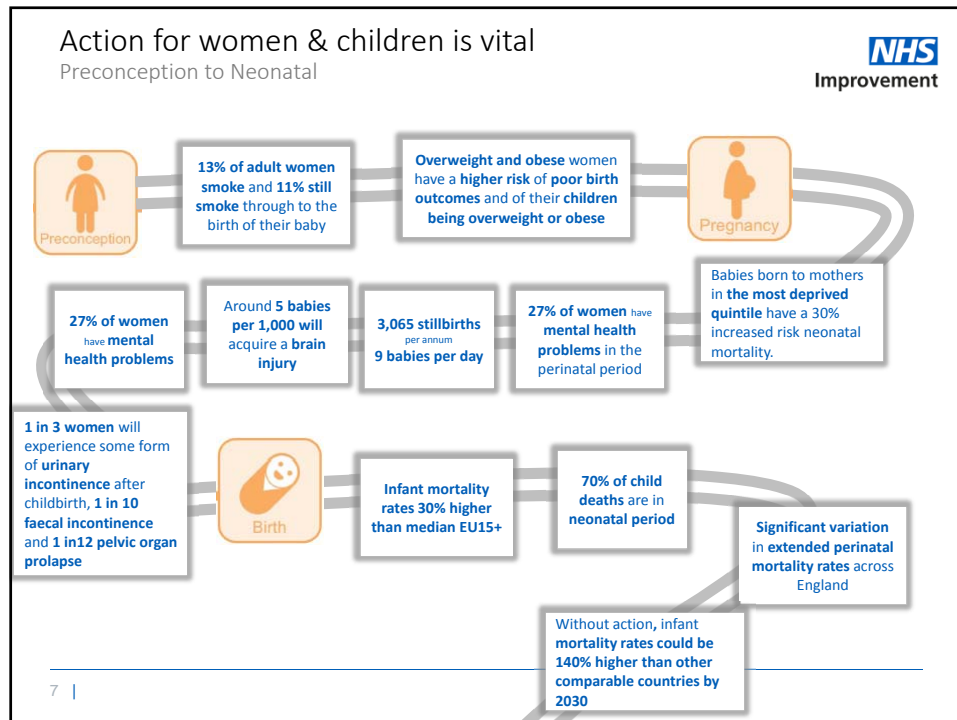 Action for women & children is vital
Preconception to Neonatal
NHS
Improvement
Preconception
13% of adult women
smoke and 11% still
smoke through to the
birth of their baby
Overweight and obese women
have a higher risk of poor birth
outcomes and of their children
being overweight or obese
Pregnancy
Babies born to mothers
in the most deprived
quintile have a 30%
increased risk neonatal
mortality.
27% of women have
mental health
problems in the
perinatal period
3,065 stillbirths
per annum
9 babies per day
Around 5 babies
per 1,000 will
acquire a brain
injury
27% of women
have mental
health problems
1 in 3 women will
experience some form
of urinary
incontinence after
childbirth, 1 in 10
faecal incontinence
and 1 in12 pelvic organ
prolapse
Birth
Infant mortality
rates 30% higher
than median EU15+
70% of child
deaths are in
neonatal period
Significant variation
in extended perinatal
mortality rates across
England
Without action, infant
mortality rates could be
140% higher than other
comparable countries by
2030
7 |